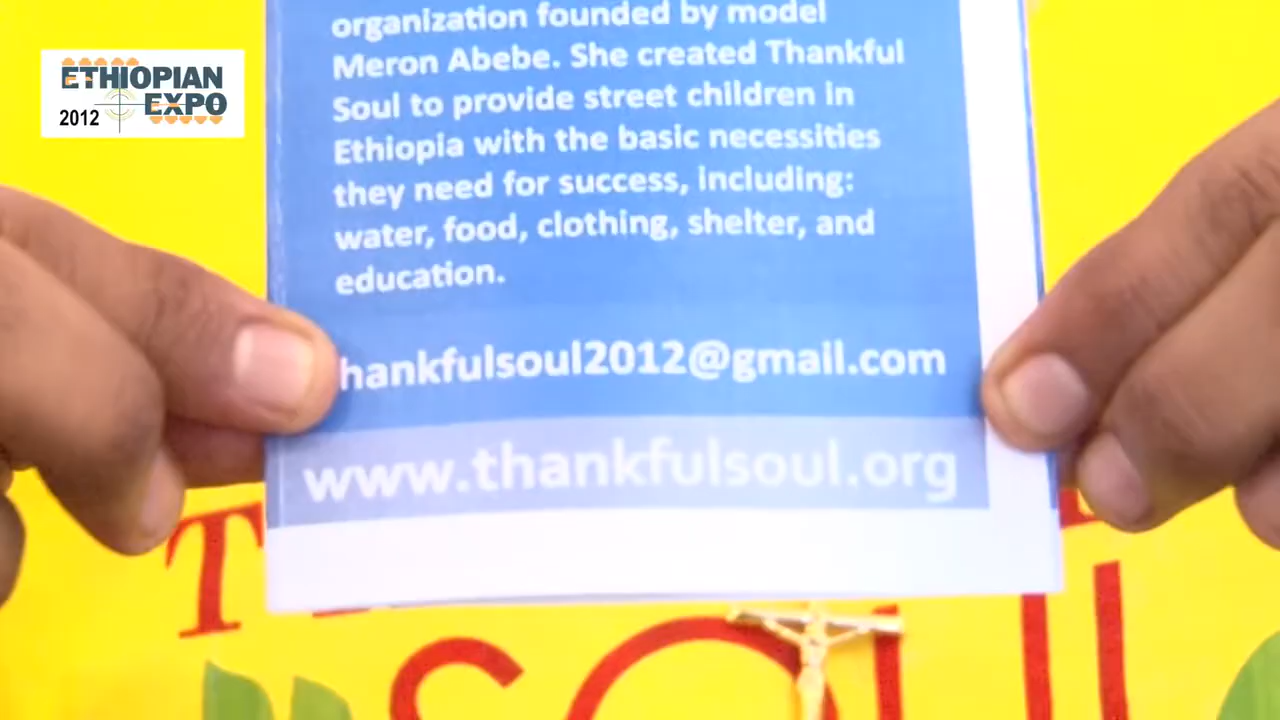 ETHIOPIAN
2012 EXPO
organization founded by model
Meron Abebe. She created Thankful
Soul to provide street children in
Ethiopia with the basic necessities
they need for success, including:
water, food, clothing, shelter, and
education.
hankfulsoul2012@gmail.com
www.thankfulsoul.org
SOUL